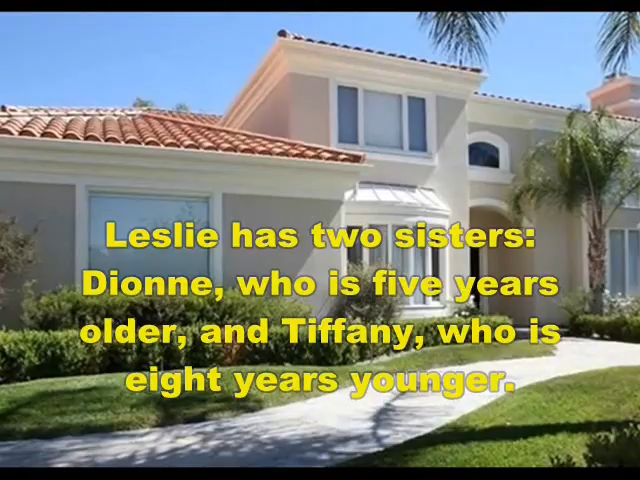 Leslie has two sisters:
Dionne, who is five years
older, and Tiffany, who is
eight years younger.